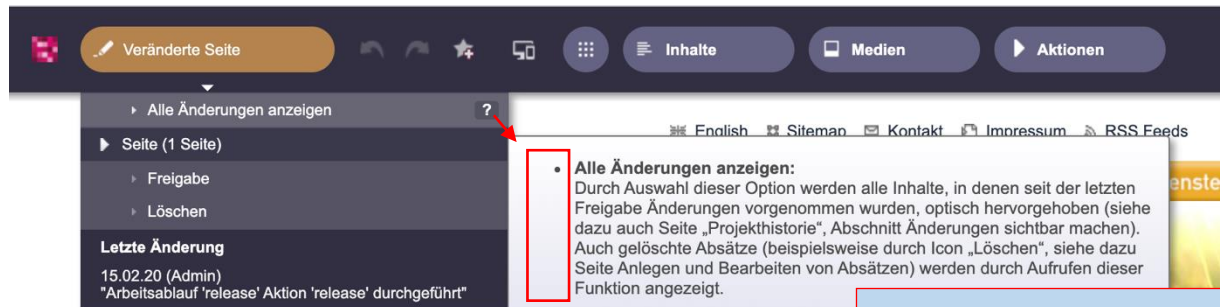 Veränderte Seite
Inhalte
Medien
Aktionen
Alle Änderungen anzeigen
?
Seite (1 Seite)
Freigabe
Löschen
Letzte Änderung
15.02.20 (Admin)
"Arbeitsablauf 'release' Aktion 'release' durchgeführt"
English Sitemap Kontakt Impressum RSS Feeds
• Alle Änderungen anzeigen:
Durch Auswahl dieser Option werden alle Inhalte, in denen seit der letzten
Freigabe Änderungen vorgenommen wurden, optisch hervorgehoben (siehe
dazu auch Seite „Projekthistorie“, Abschnitt Änderungen sichtbar machen).
Auch gelöschte Absätze (beispielsweise durch Icon „Löschen“, siehe dazu
Seite Anlegen und Bearbeiten von Absätzen) werden durch Aufrufen dieser
Funktion angezeigt.
enste